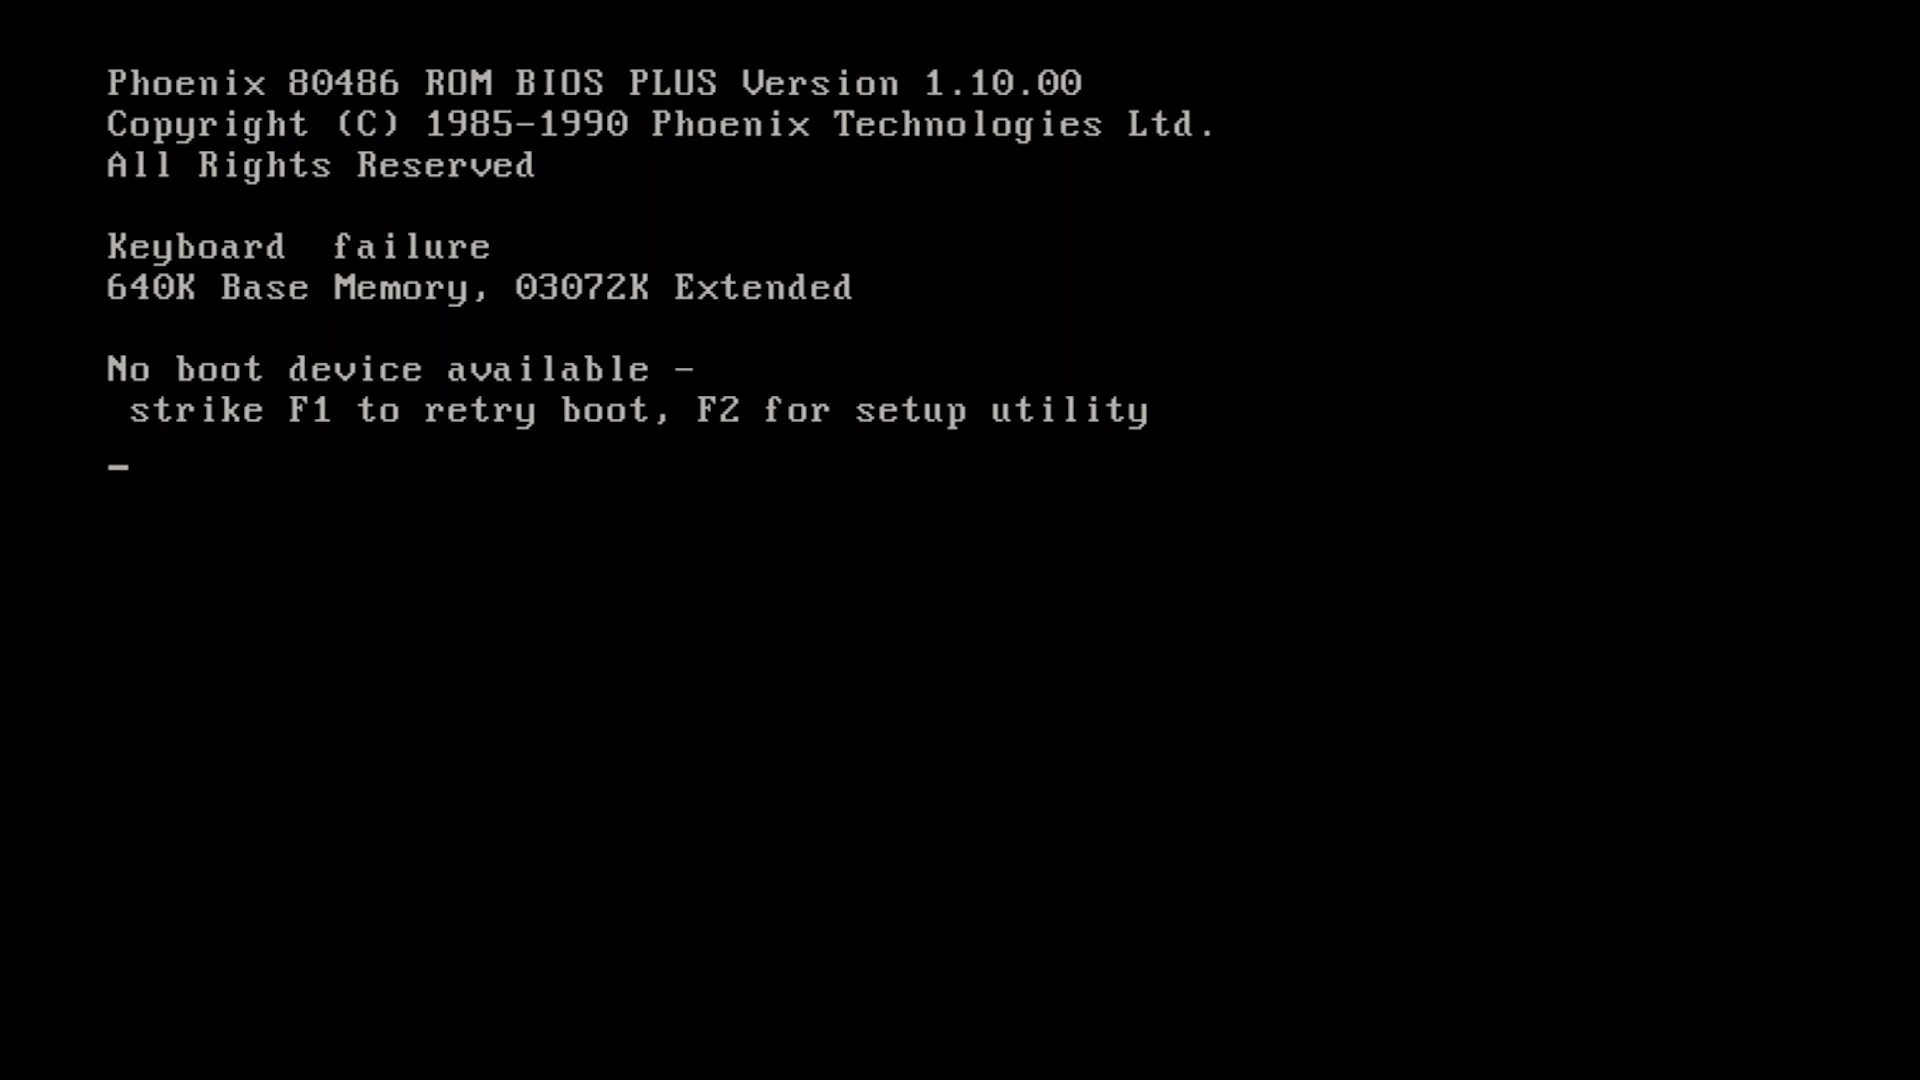 Phoenix 80486 ROM BIOS PLUS Version 1.10.00
Copyright (C) 1985-1990 Phoenix Technologies Ltd.
All Rights Reserved
Keyboard  failure
640K Base Memory, 03072K Extended
No boot device available -
 strike F1 to retry boot, F2 for setup utility
_